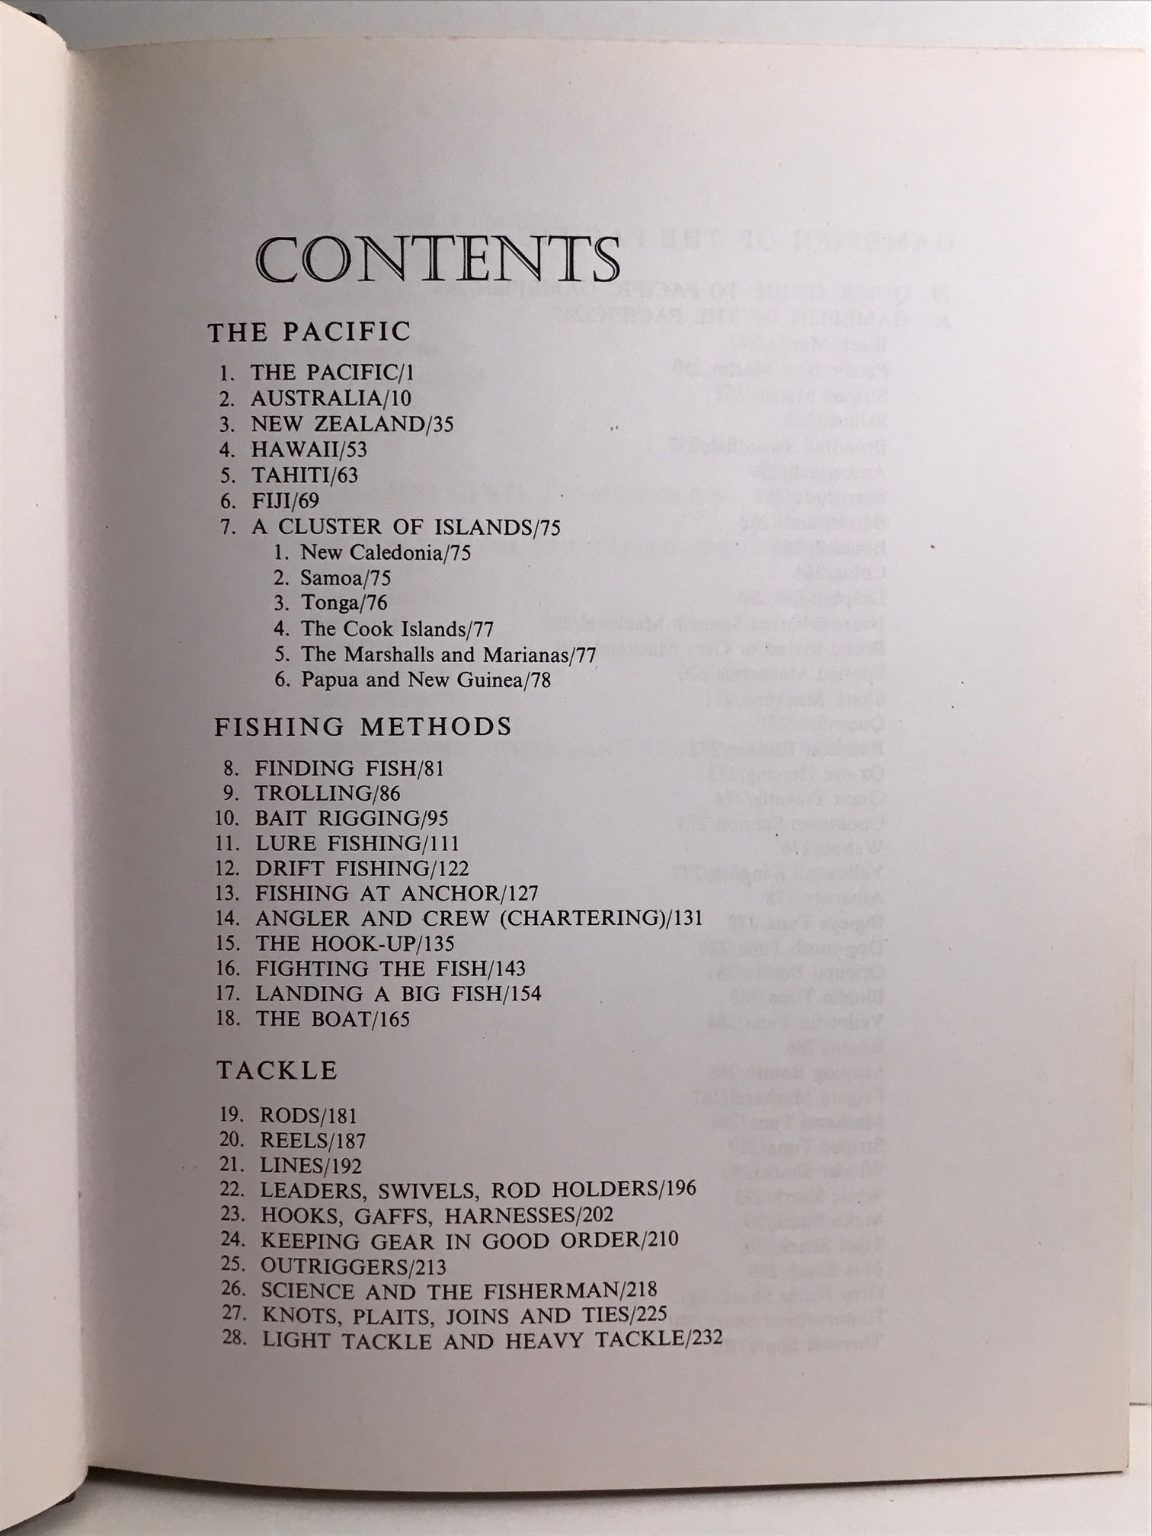 CONTENTS
THE PACIFIC
1. THE PACIFIC/1
2. AUSTRALIA/10
3. NEW ZEALAND/35
4. HAWAII/53
5. TAHITI/63
6. FIJI/69
7. A CLUSTER OF ISLANDS/75
1. New Caledonia/75
2. Samoa/75
3. Tonga/76
4. The Cook Islands/77
5. The Marshalls and Marianas/77
6. Papua and New Guinea/78
FISHING METHODS
8. FINDING FISH/81
9. TROLLING/86
10. BAIT RIGGING/95
11. LURE FISHING/111
12. DRIFT FISHING/122
13. FISHING AT ANCHOR/127
14. ANGLER AND CREW (CHARTERING)/131
15. THE HOOK-UP/135
16. FIGHTING THE FISH/143
17. LANDING A BIG FISH/154
18. THE BOAT/165
TACKLE
19. RODS/181
20. REELS/187
21. LINES/192
22. LEADERS, SWIVELS, ROD HOLDERS/196
23. HOOKS, GAFFS, HARNESSES/202
24. KEEPING GEAR IN GOOD ORDER/210
25. OUTRIGGERS/213
26. SCIENCE AND THE FISHERMAN/218
27. KNOTS, PLAITS, JOINS AND TIES/225
28. LIGHT TACKLE AND HEAVY TACKLE/232